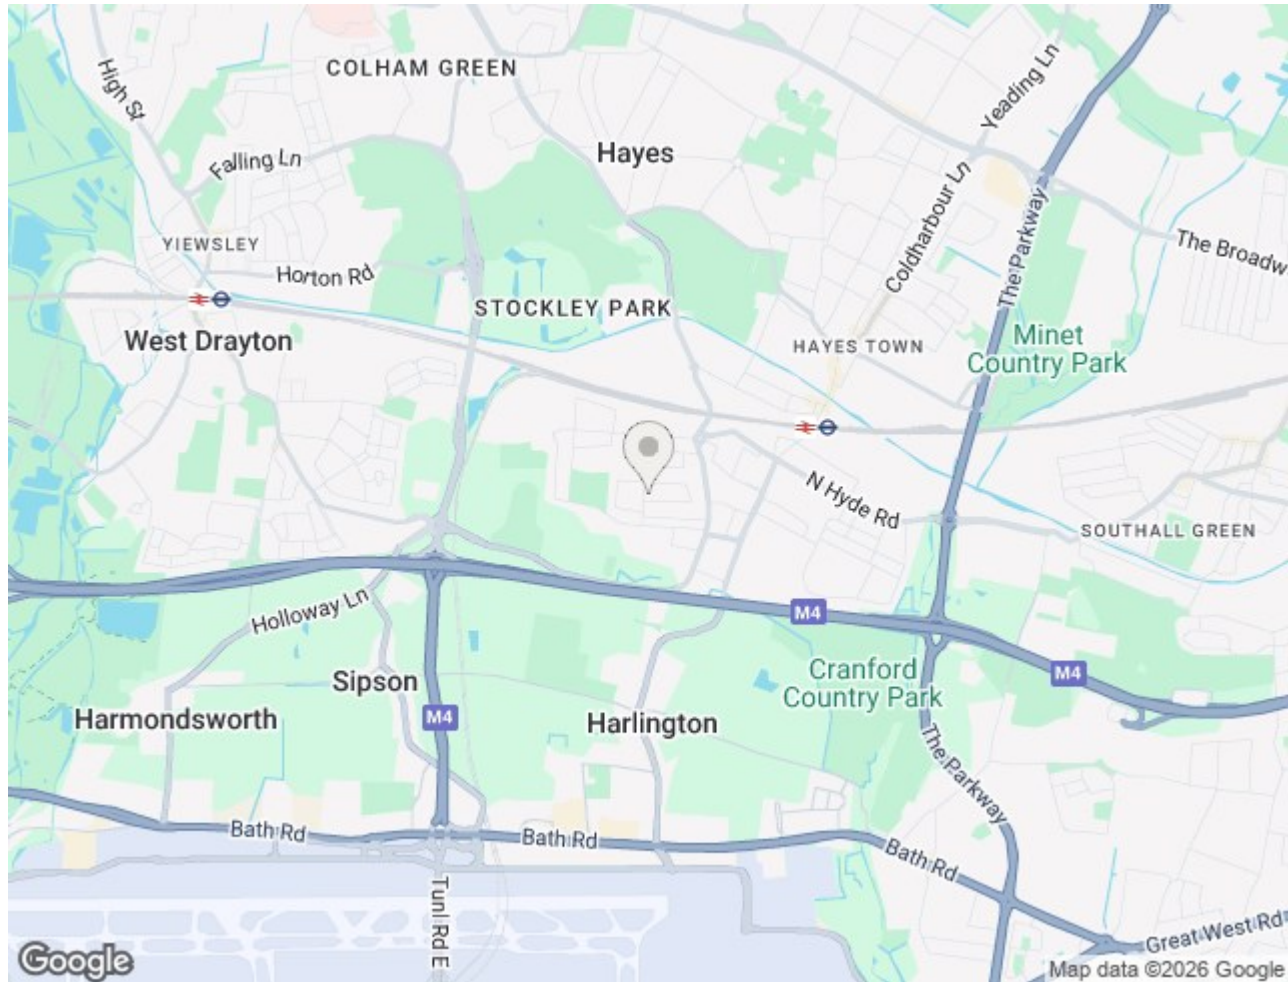 COLHAM GREEN
High St
Yeading Ln
Falling Ln
Hayes
Coldharbour Ln
The Parkway
YIEWSLEY
The Broadw
Horton Rd
STOCKLEY PARK
West Drayton
HAYES TOWN
Minet
Country Park
N Hyde Rd
SOUTHALL GREEN
Holloway Ln
M4
Sipson
Cranford
Country Park
M4
Harmondsworth
M4
Harlington
The Parkway
Bath Rd
Bath Rd
Bath Rd
Tunl Rd E
Great West Rd
Google
Map data ©2026 Google